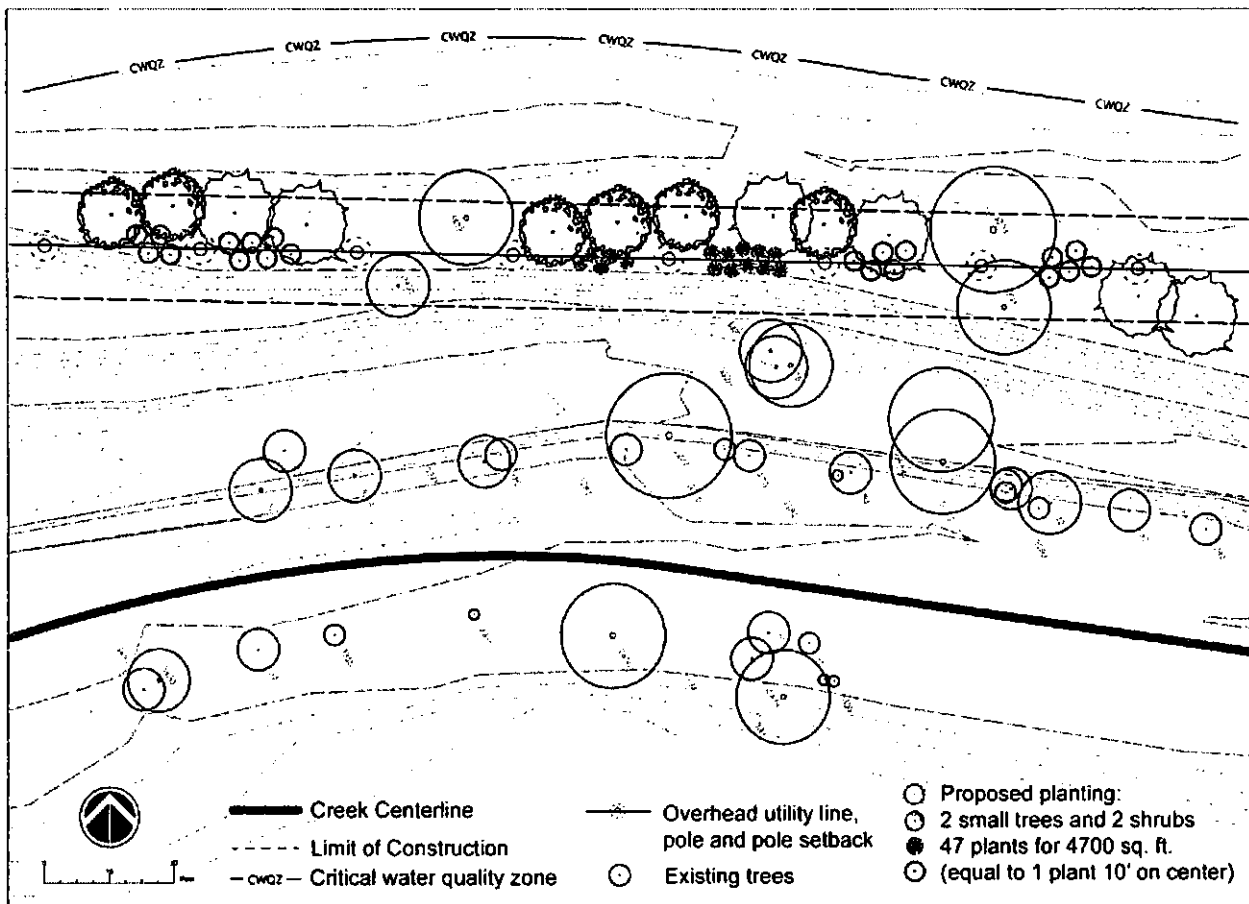 CWQZ CWQZ CWQZ CWQZ CWQZ CWQZ CWQZ
Creek Centerline
Limit of Construction
CWQZ Critical water quality zone
Overhead utility line,
pole and pole setback
Existing trees
Proposed planting:
2 small trees and 2 shrubs
47 plants for 4700 sq. ft.
(equal to 1 plant 10' on center)